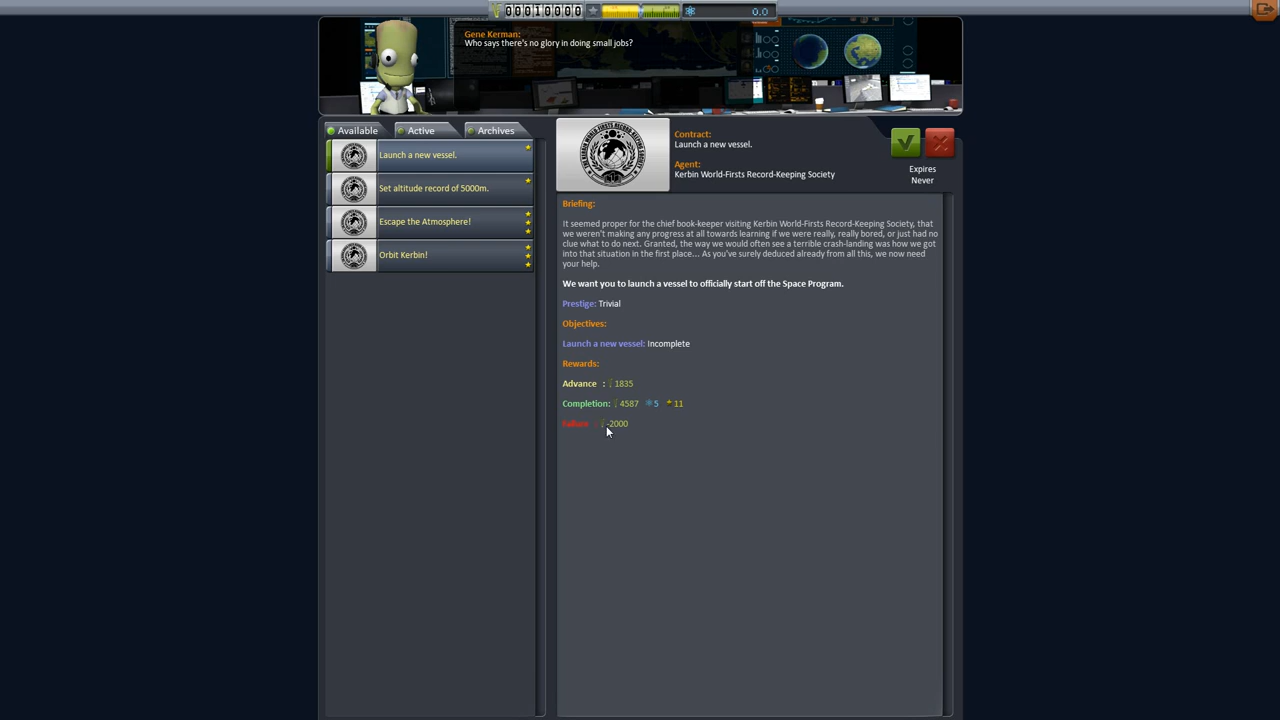 00010000
0.0
Gene Kerman:
Who says there's no glory in doing small jobs?
Available
Active
Archives
Launch a new vessel.
Set altitude record of 5000m.
Escape the Atmosphere!
Orbit Kerbin!
Contract:
Launch a new vessel.
Agent:
Kerbin World-Firsts Record-Keeping Society
Expires
Never
Briefing:
It seemed proper for the chief book-keeper visiting Kerbin World-Firsts Record-Keeping Society, that
we weren't making any progress at all towards learning if we were really, really bored, or just had no
clue what to do next. Granted, the way we would often see a terrible crash-landing was how we got
into that situation in the first place... As you've surely deduced already from all this, we now need
your help.
We want you to launch a vessel to officially start off the Space Program.
Prestige: Trivial
Objectives:
Launch a new vessel: Incomplete
Rewards:
Advance : 1835
Completion: 4587 5 11
Failure -2000